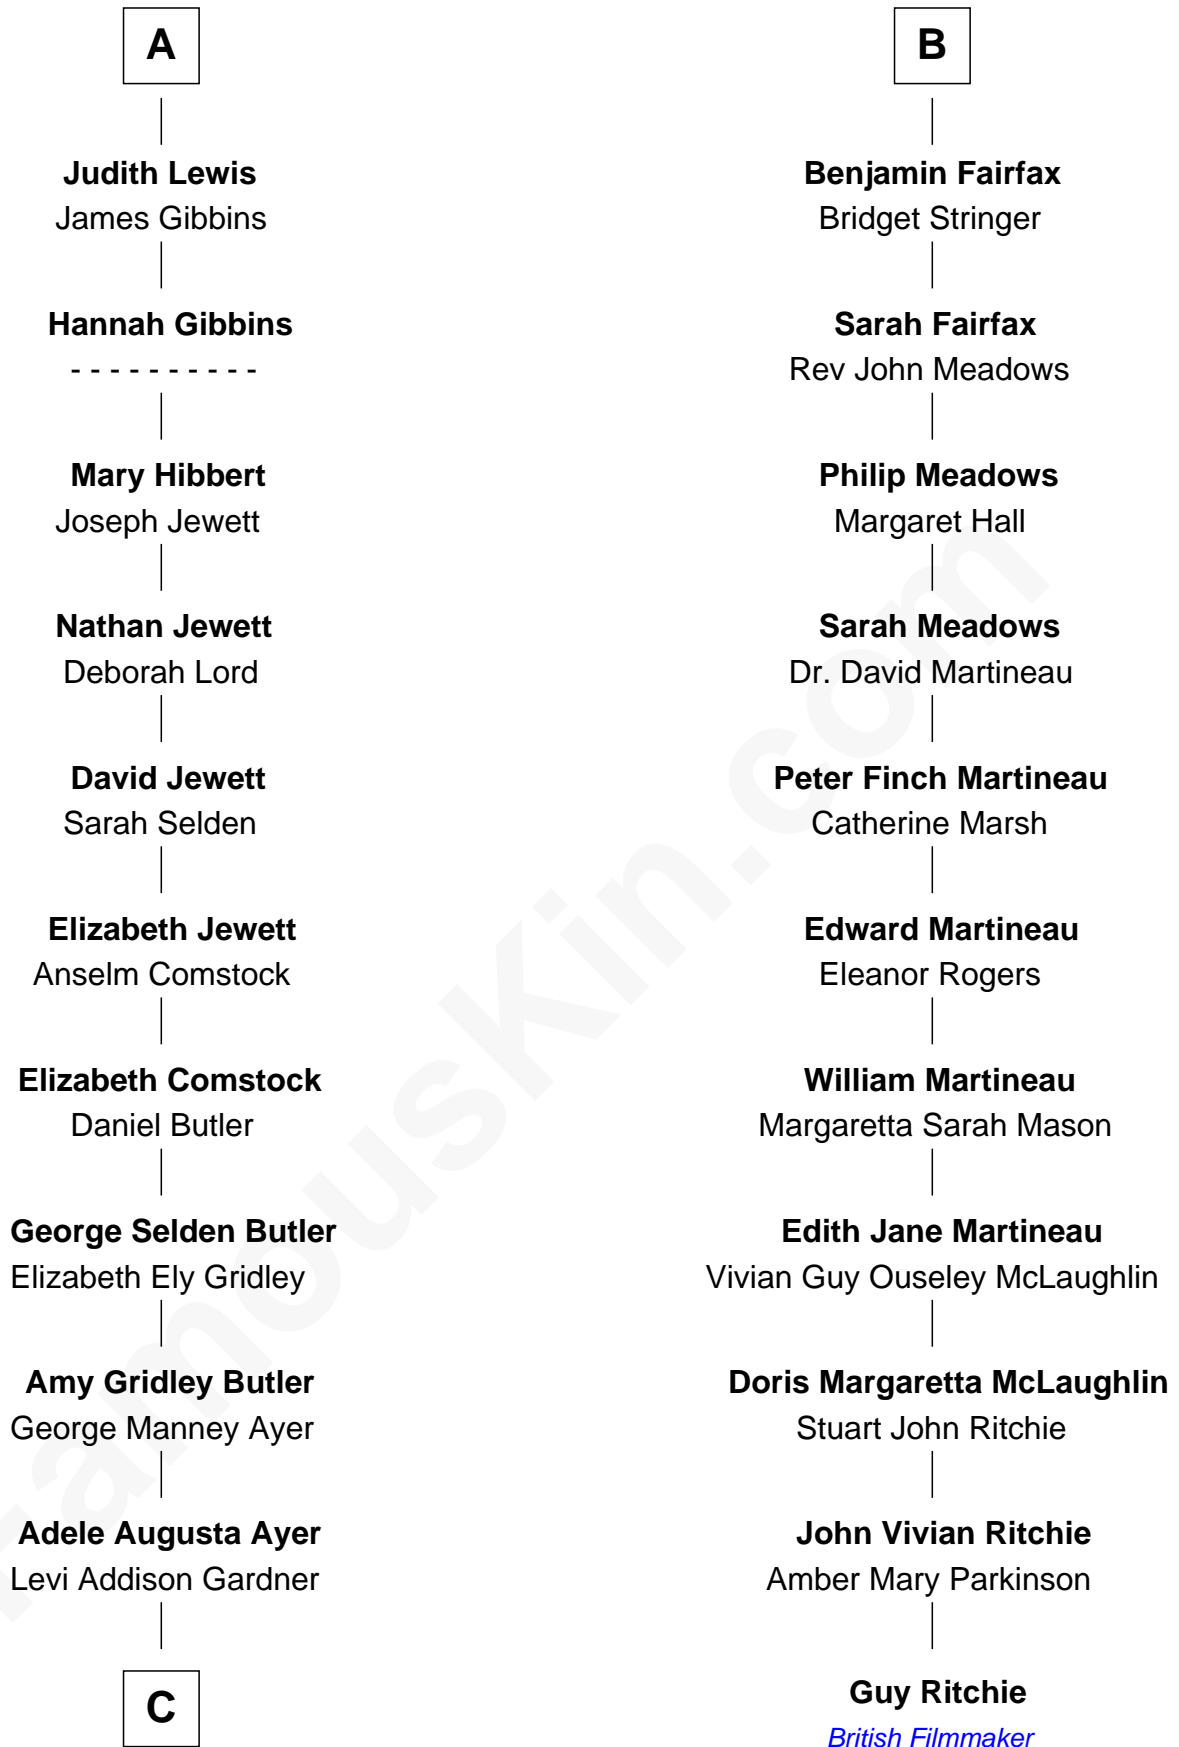 A
Judith Lewis
James Gibbins
Hannah Gibbins
- - - - - - - - - -
Mary Hibbert
Joseph Jewett
Nathan Jewett
Deborah Lord
David Jewett
Sarah Selden
Elizabeth Jewett
Anselm Comstock
Elizabeth Comstock
Daniel Butler
George Selden Butler
Elizabeth Ely Gridley
Amy Gridley Butler
George Manney Ayer
Adele Augusta Ayer
Levi Addison Gardner
C
B
Benjamin Fairfax
Bridget Stringer
Sarah Fairfax
Rev John Meadows
Philip Meadows
Margaret Hall
Sarah Meadows
Dr. David Martineau
Peter Finch Martineau
Catherine Marsh
Edward Martineau
Eleanor Rogers
William Martineau
Margaretta Sarah Mason
Edith Jane Martineau
Vivian Guy Ouseley McLaughlin
Doris Margaretta McLaughlin
Stuart John Ritchie
John Vivian Ritchie
Amber Mary Parkinson
Guy Ritchie
British Filmmaker
FamousKin.com